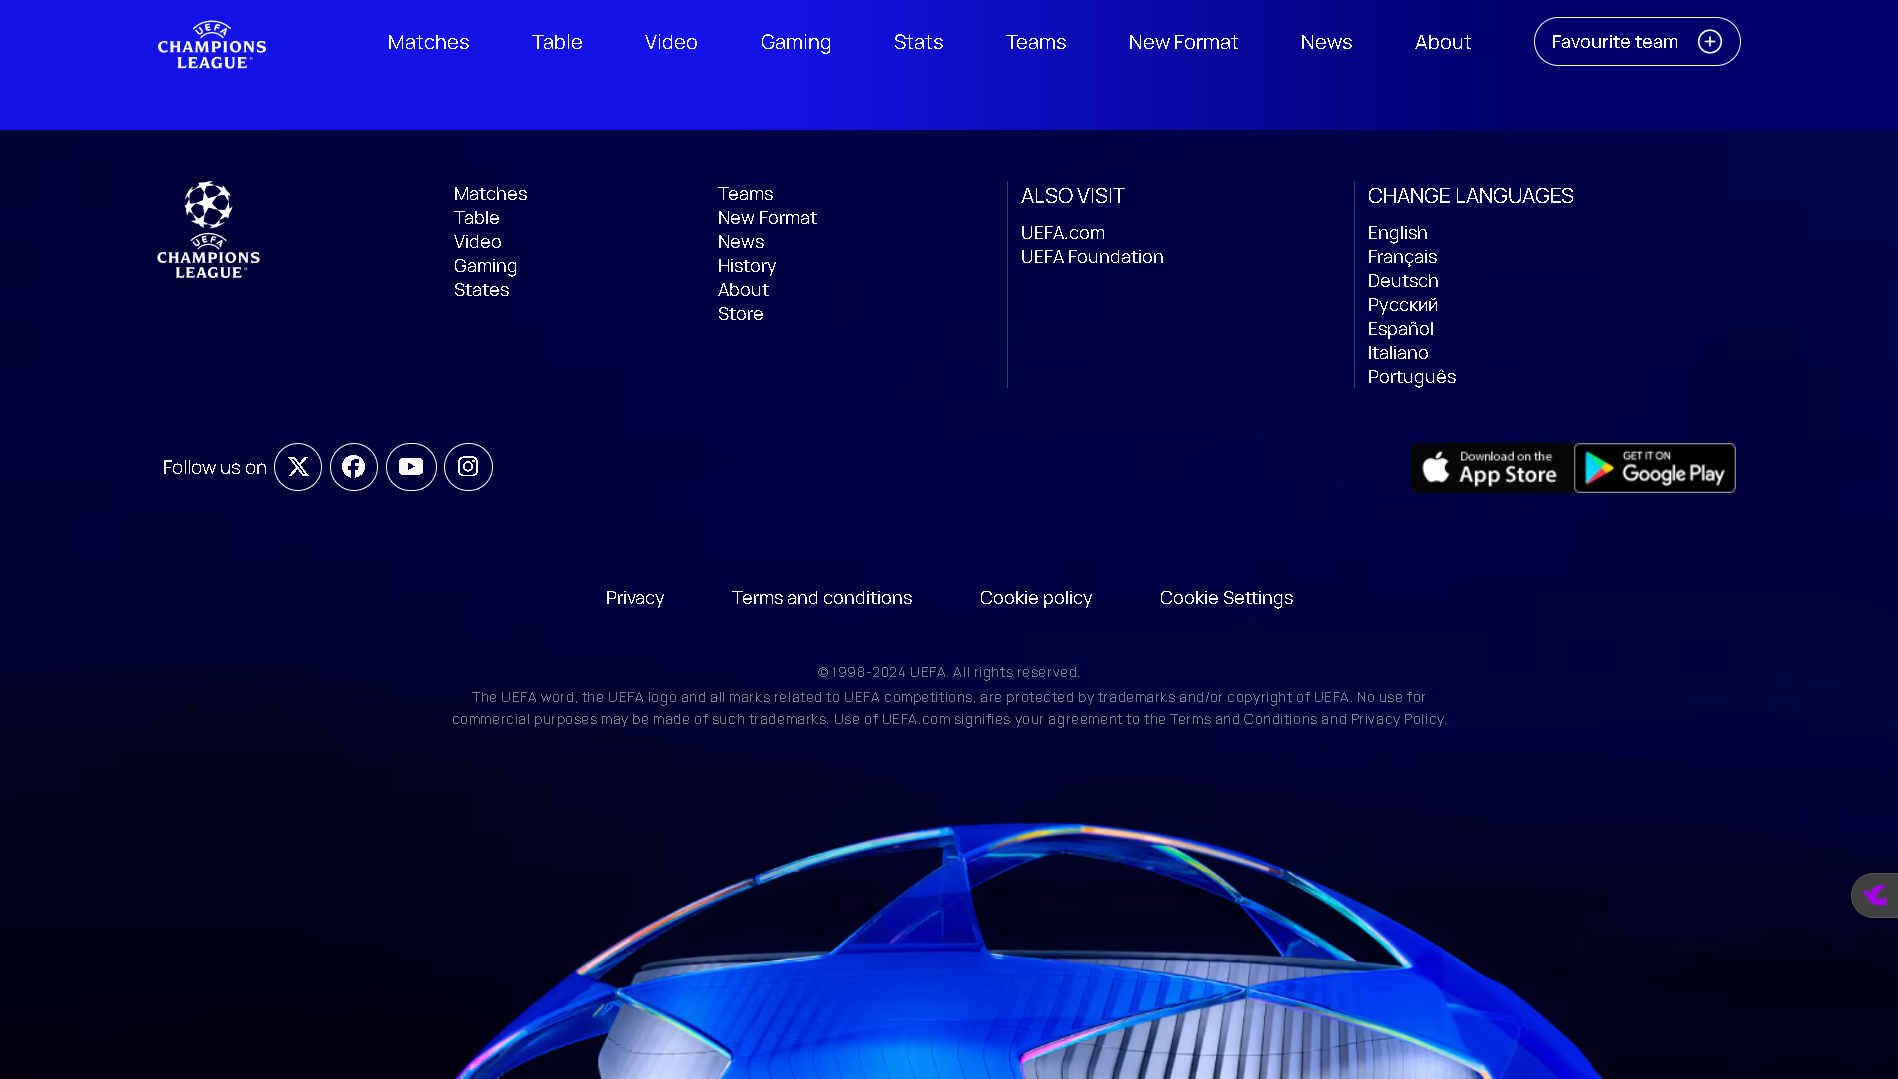 UEFA
CHAMPIONS
LEAGUE
Matches Table Video Gaming Stats Teams New Format News About Favourite team
UEFA
CHAMPIONS
LEAGUE
Matches
Table
Video
Gaming
States
Teams
New Format
News
History
About
Store
ALSO VISIT
UEFA.com
UEFA Foundation
CHANGE LANGUAGES
English
Français
Deutsch
Русский
Español
Italiano
Português
Follow us on
Download on the
App Store
GET IT ON
Google Play
Privacy Terms and conditions Cookie policy Cookie Settings
© 1998-2024 UEFA. All rights reserved.
The UEFA word, the UEFA logo and all marks related to UEFA competitions, are protected by trademarks and/or copyright of UEFA. No use for
commercial purposes may be made of such trademarks. Use of UEFA.com signifies your agreement to the Terms and Conditions and Privacy Policy.